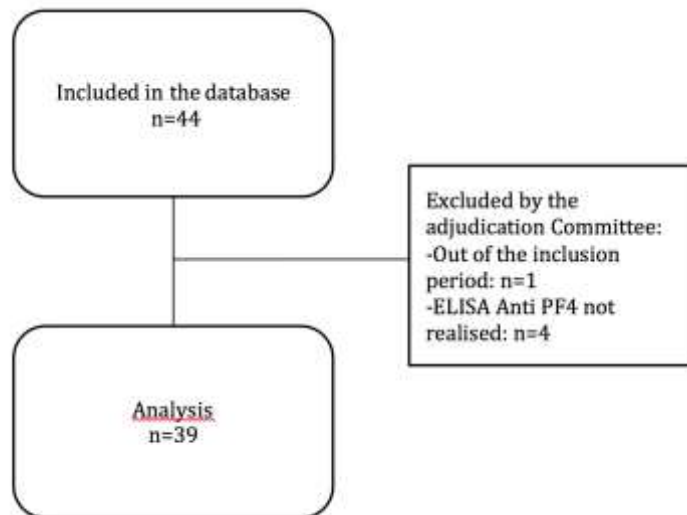 Included in the database
n=44
Excluded by the
adjudication Committee:
-Out of the inclusion
period: n=1
-ELISA Anti PF4 not
realised: n=4
Analysis
n=39